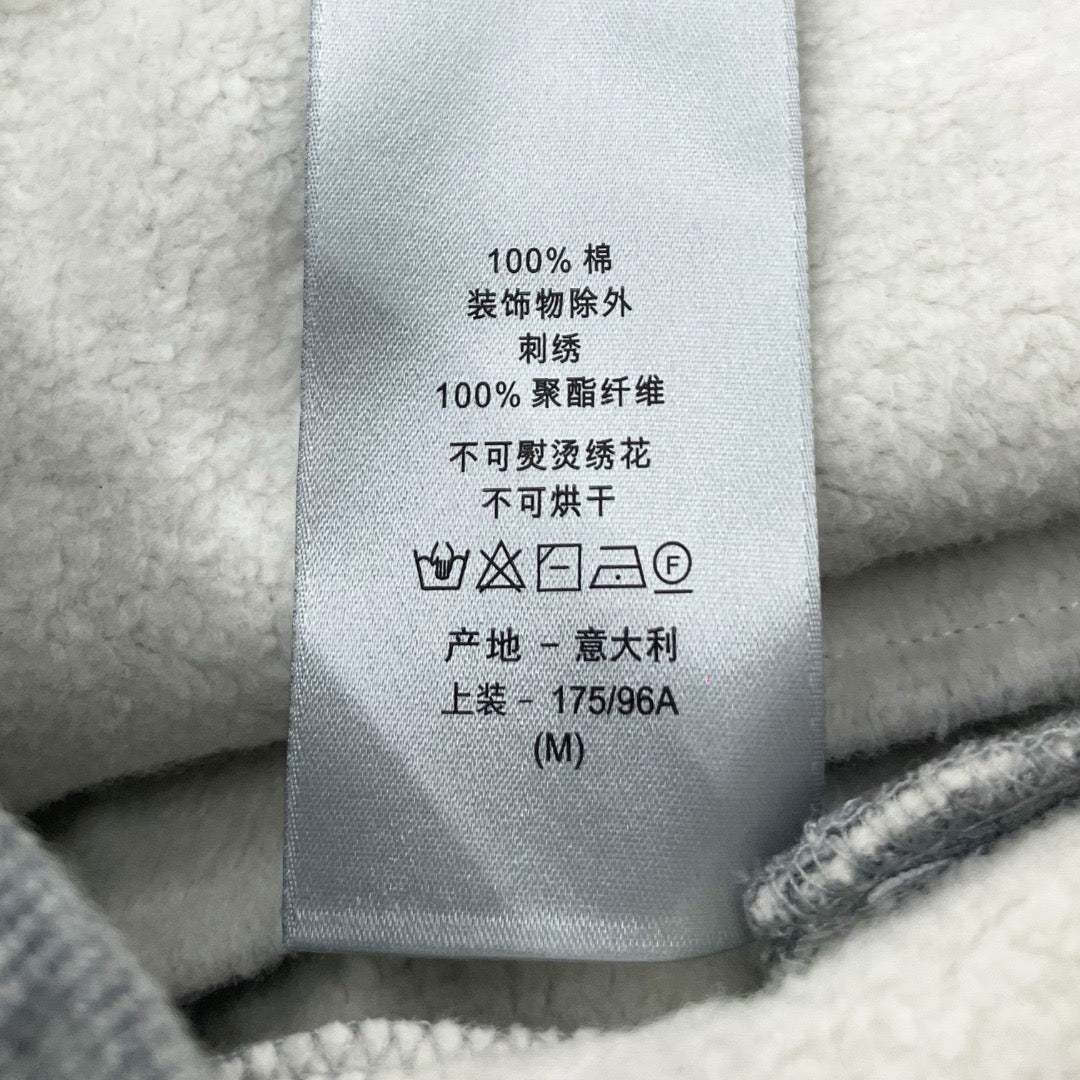 100% 棉
装饰物除外
刺绣
100% 聚酯纤维
不可熨烫绣花
不可烘干
F
产地 - 意大利
上装 - 175/96A
(M)